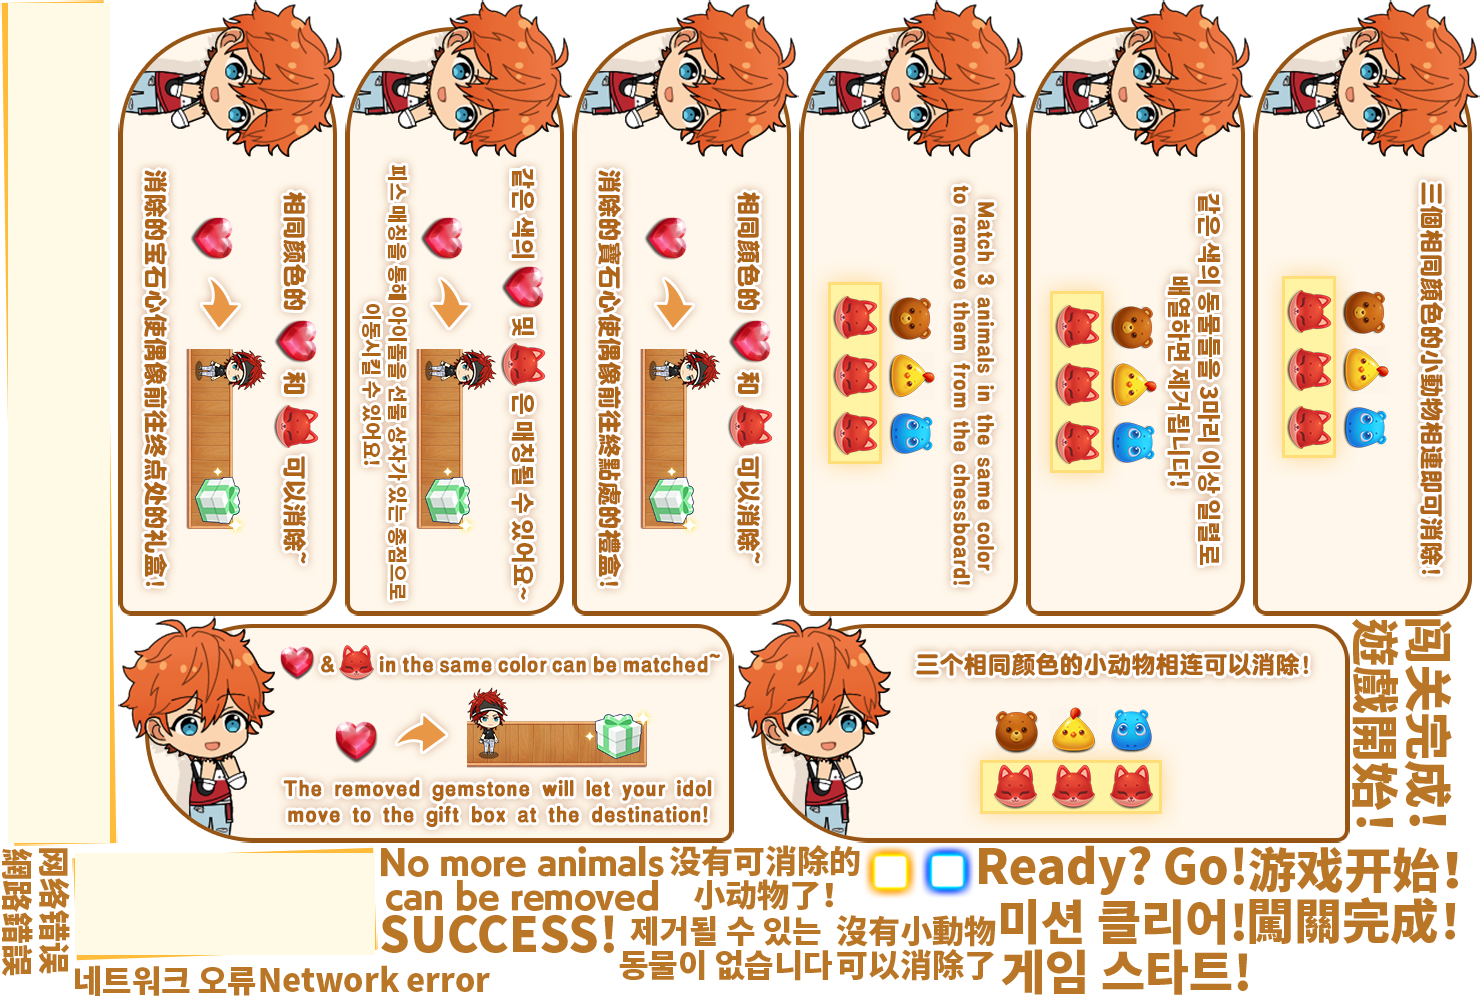 相同颜色的 和 可以消除~
消除的宝石心使偶像前往终点处的礼盒!
같은 색의 및 은 매칭될 수 있어요~
피스 매칭을 통해 아이돌을 선물 상자가 있는 종점으로
이동시킬 수 있어요!
相同顏色的 和 可以消除~
消除的寶石心使偶像前往終點處的禮盒!
Match 3 animals in the same color
to remove them from the chessboard!
같은 색의 동물들을 3마리 이상 일렬로
배열하면 제거됩니다!
三個相同顏色的小動物相連即可消除!
& in the same color can be matched~
The removed gemstone will let your idol
move to the gift box at the destination!
三个相同颜色的小动物相连可以消除!
闯关完成!
遊戲開始!
网络错误
網路錯誤
No more animals
can be removed
没有可消除的
小动物了!
Ready? Go!
游戏开始!
SUCCESS!
제거될 수 있는
동물이 없습니다
沒有小動物
可以消除了
미션 클리어!
闖關完成!
게임 스타트!
네트워크 오류
Network error